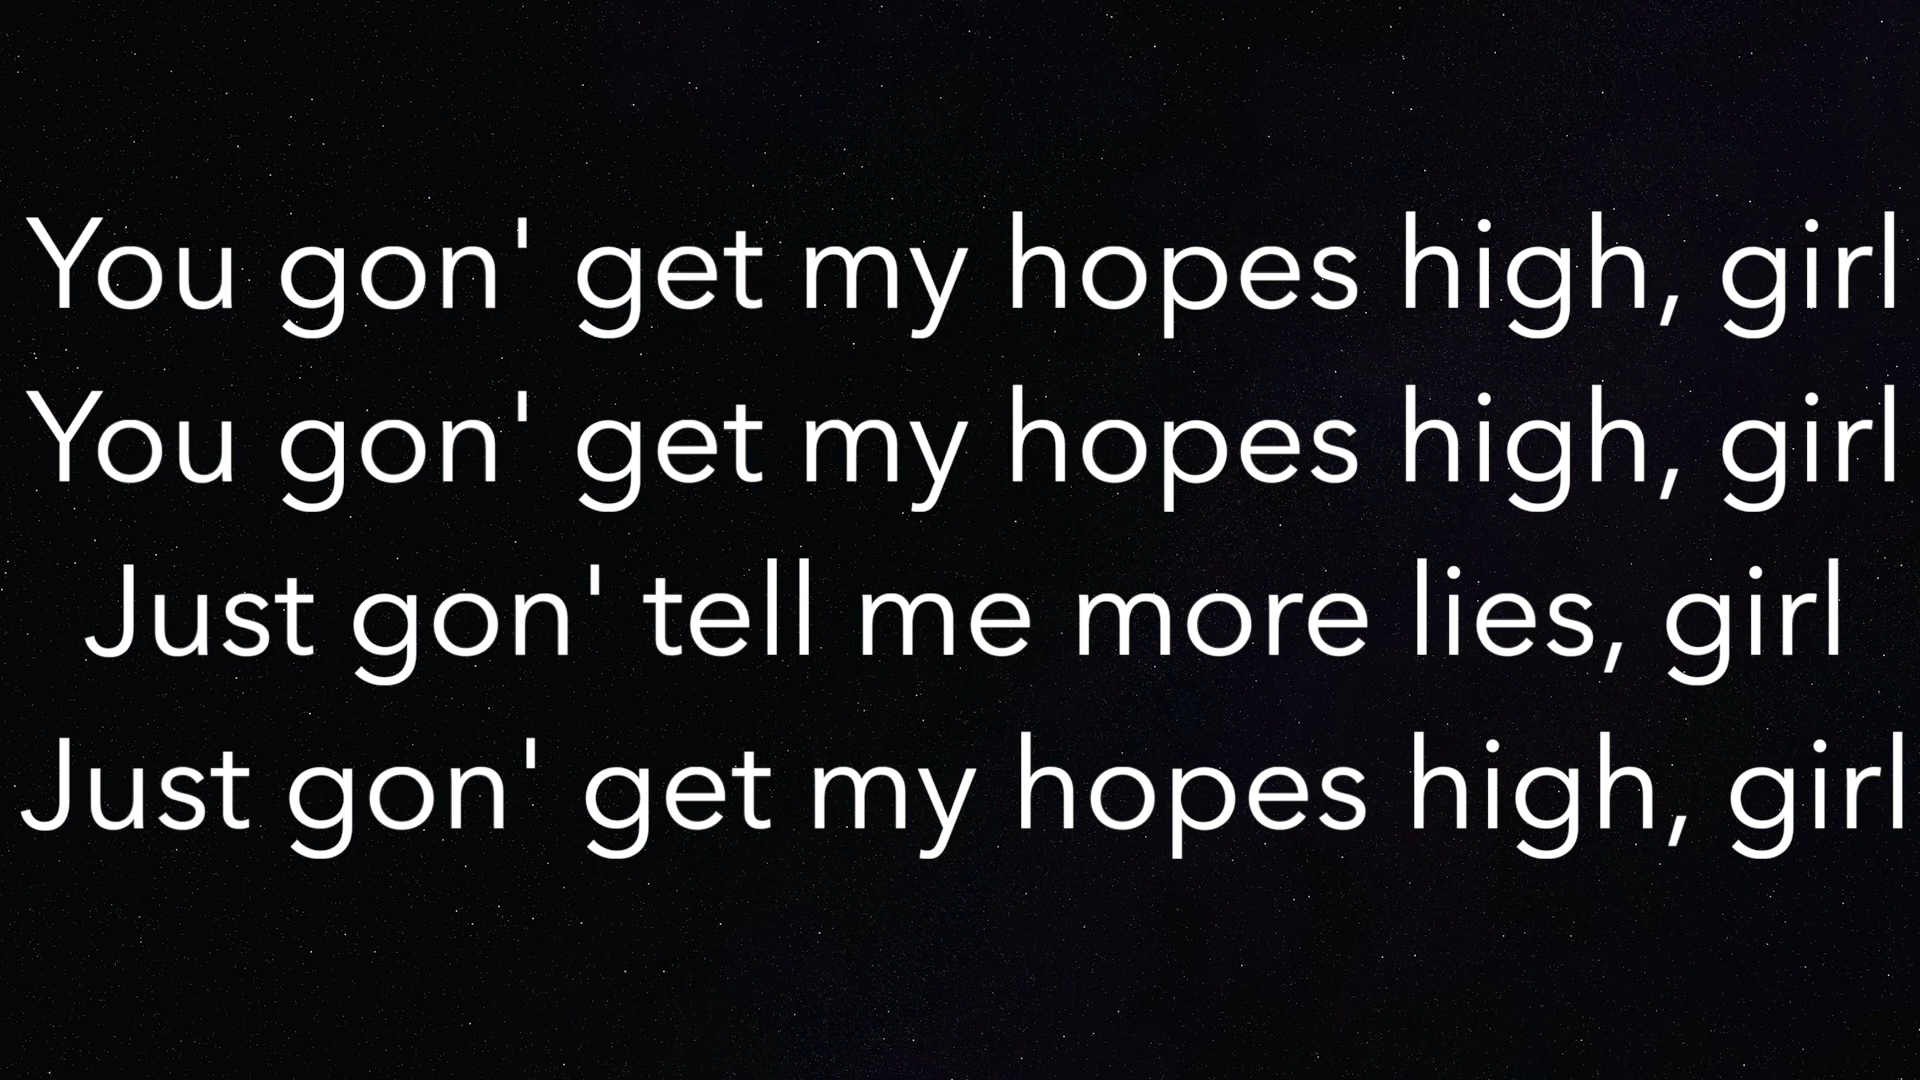 You gon' get my hopes high, girl
You gon' get my hopes high, girl
Just gon' tell me more lies, girl
Just gon' get my hopes high, girl